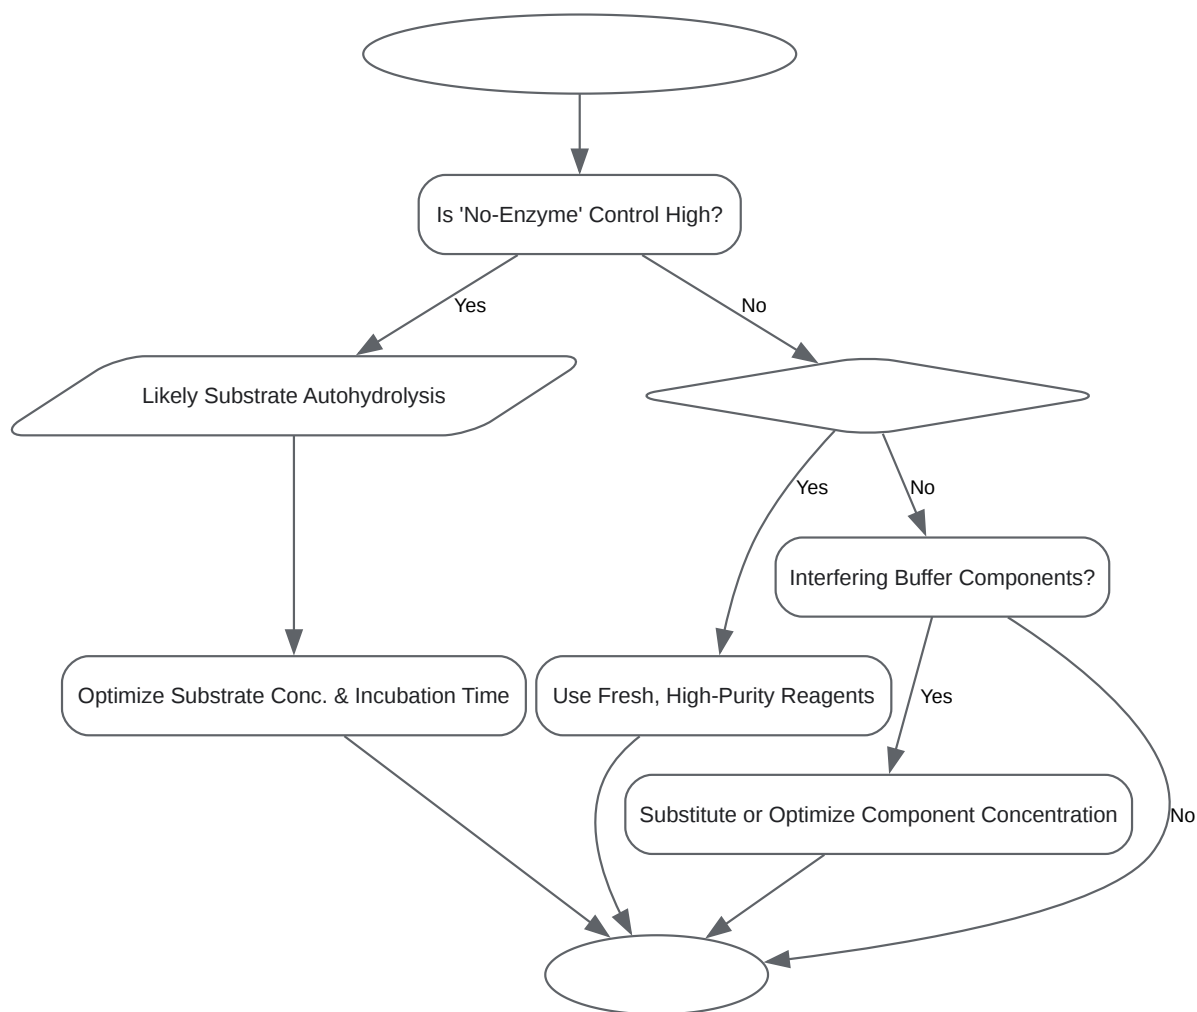 Is 'No-Enzyme' Control High?
Yes
No
Likely Substrate Autohydrolysis
Yes
No
Interfering Buffer Components?
Optimize Substrate Conc. & Incubation Time
Use Fresh, High-Purity Reagents
Yes
Substitute or Optimize Component Concentration
No